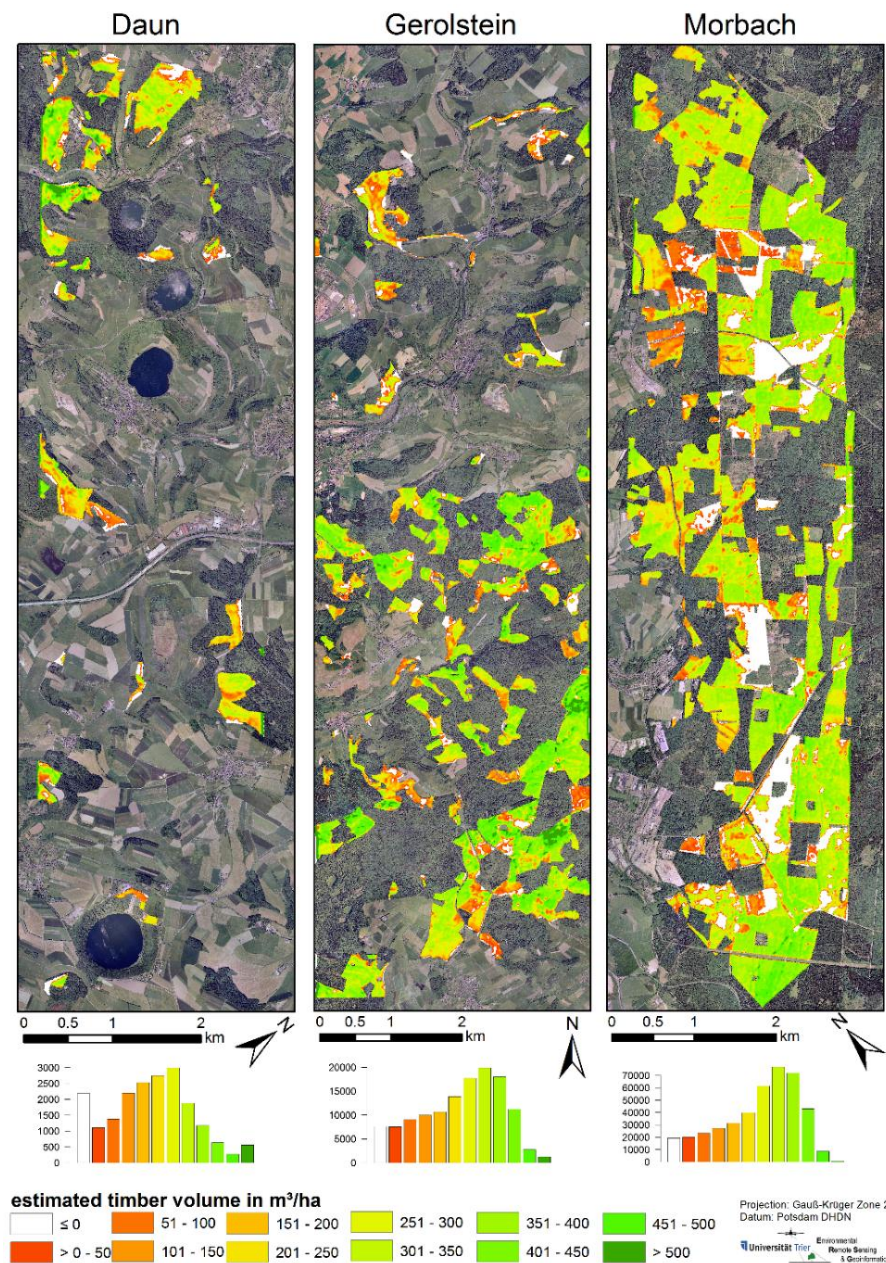 Daun Gerolstein Morbach
0 0.5 1 2 km N
0 0.5 1 2 km N
0 0.5 1 2 km N
3000
2500
2000
1500
1000
500
0
20000
15000
10000
5000
0
70000
60000
50000
40000
30000
20000
10000
0
estimated timber volume in m³/ha
≤ 0 51 - 100 151 - 200 251 - 300 351 - 400 451 - 500
> 0 - 50 101 - 150 201 - 250 301 - 350 401 - 450 > 500
Projection: Gauß-Krüger Zone 2
Datum: Potsdam DHDN
Universität Trier
Environmental
Remote Sensing
& Geoinformatic